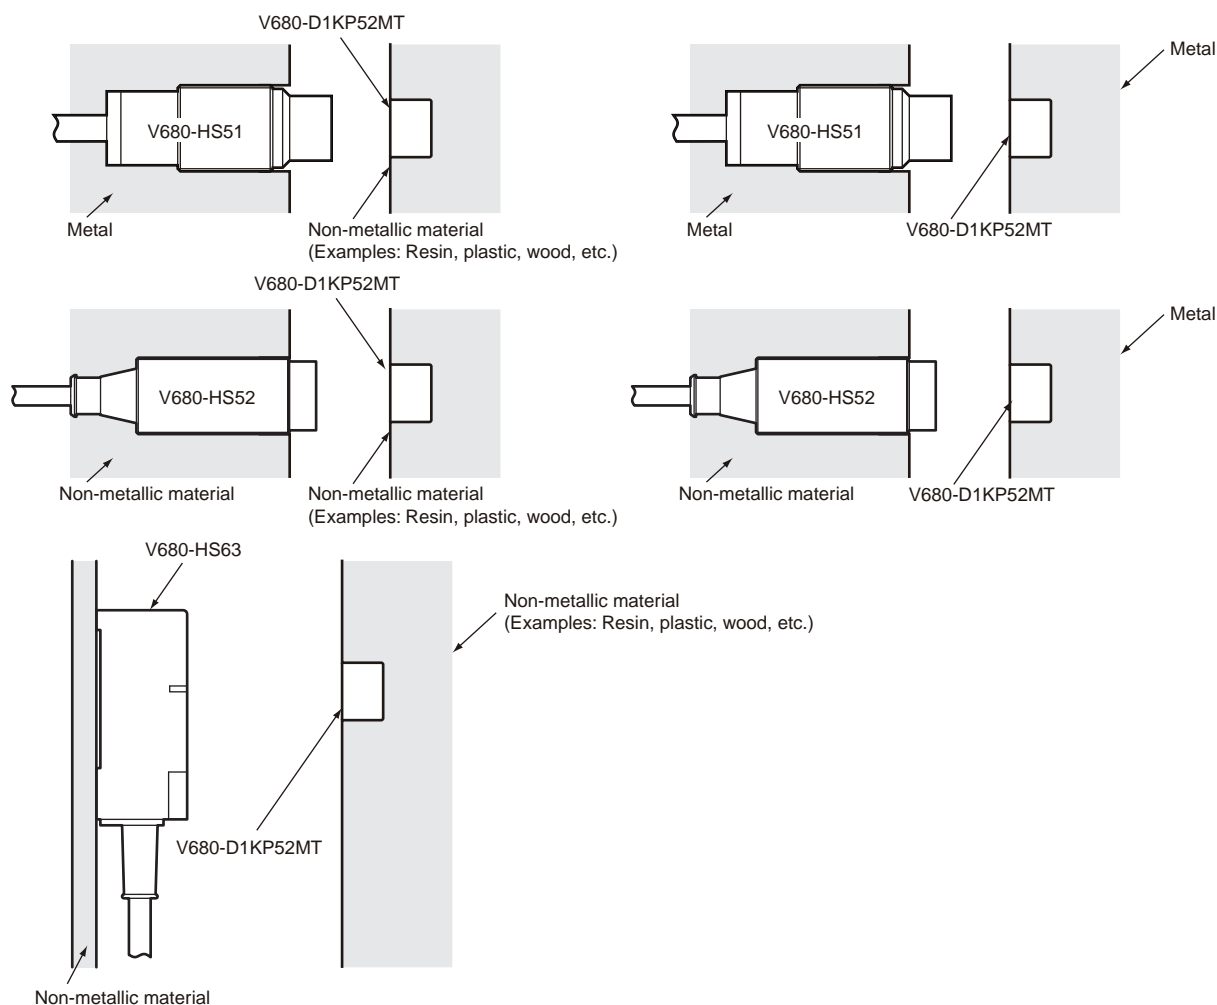 V680-D1KP52MT
Metal
V680-HS51
V680-HS51
Metal
Non-metallic material
(Examples: Resin, plastic, wood, etc.)
Metal
V680-D1KP52MT
V680-D1KP52MT
Metal
V680-HS52
V680-HS52
Non-metallic material
Non-metallic material
(Examples: Resin, plastic, wood, etc.)
Non-metallic material
V680-D1KP52MT
V680-HS63
Non-metallic material
(Examples: Resin, plastic, wood, etc.)
V680-D1KP52MT
Non-metallic material